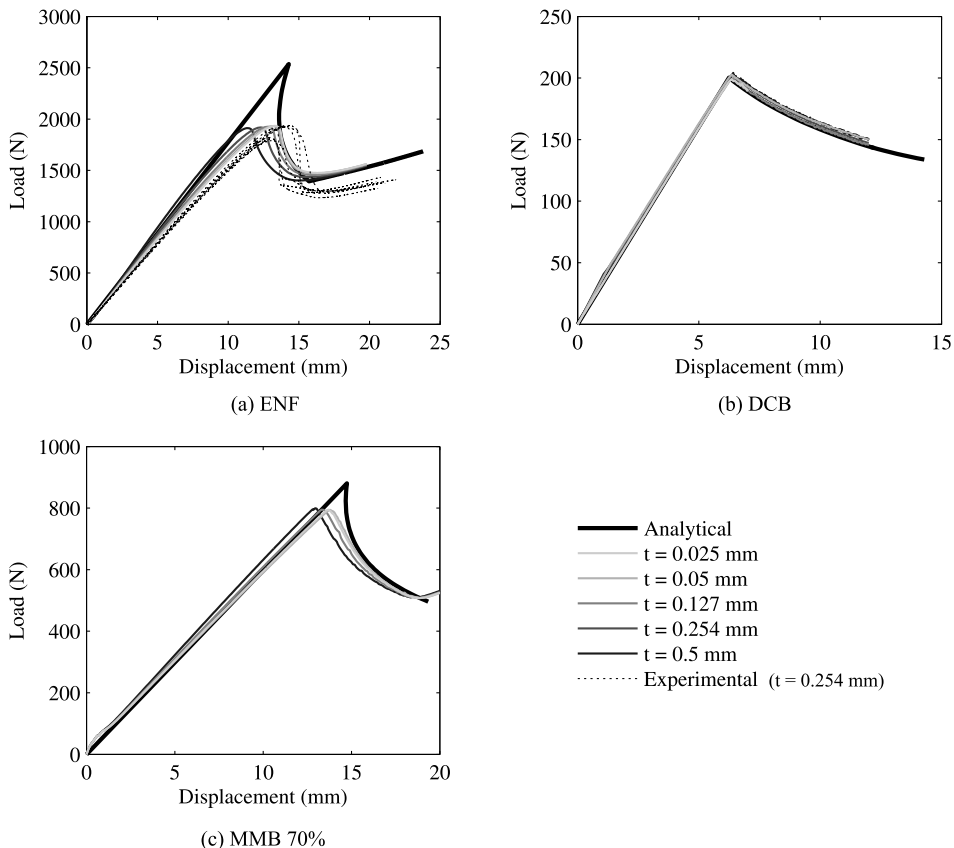 3000
2500
2000
1500
1000
500
0
Load (N)
0 5 10 15 20 25
Displacement (mm)
(a) ENF
250
200
150
100
50
0
Load (N)
0 5 10 15
Displacement (mm)
(b) DCB
1000
800
600
400
200
0
Load (N)
0 5 10 15 20
Displacement (mm)
(c) MMB 70%
Analytical
t = 0.025 mm
t = 0.05 mm
t = 0.127 mm
t = 0.254 mm
t = 0.5 mm
Experimental (t = 0.254 mm)